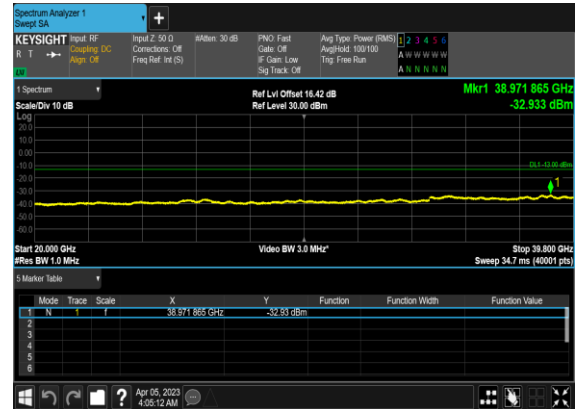 Spectrum Analyzer 1
Swept SA
+
KEYSIGHT Input: RF Input Z: 50 Ω #Atten: 30 dB PNO: Fast Avg Type: Power (RMS) 1 2 3 4 5 6
R T Coupling: DC Corrections: Off Gate: Off Avg|Hold: 100/100 A W W W W W
Align: Off Freq Ref: Int (S) IF Gain: Low Trig: Free Run
Sig Track: Off A N N N N N
LXI
1 Spectrum Ref Lvl Offset 16.42 dB Mkr1 38.971 865 GHz
Scale/Div 10 dB Ref Level 30.00 dBm -32.933 dBm
Log
20.0
10.0
0.00
-10.0 DL1 -13.00 dBm
-20.0 1
-30.0
-40.0
-50.0
-60.0
Start 20.000 GHz Video BW 3.0 MHz* Stop 39.800 GHz
#Res BW 1.0 MHz Sweep 34.7 ms (40001 pts)
5 Marker Table
Mode Trace Scale X Y Function Function Width Function Value
1 N 1 f 38.971 865 GHz -32.93 dBm
2
3
4
5
6
? Apr 05, 2023
4:05:12 AM